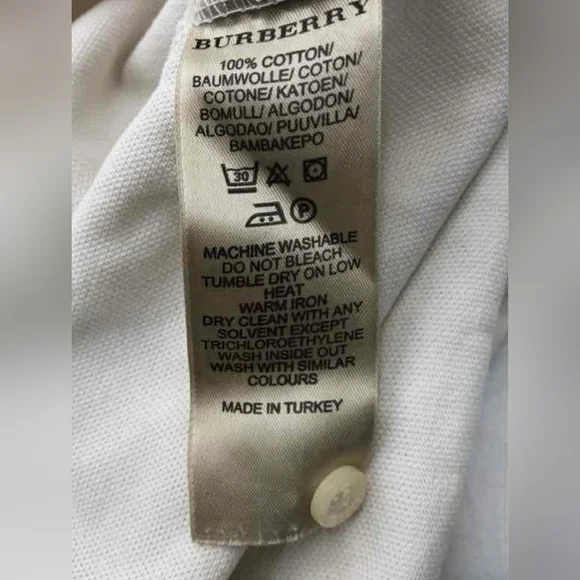 BURBERRY
100% COTTON/
BAUMWOLLE/ COTON/
COTONE/ KATOEN/
BOMULL/ ALGODON/
ALGODAO/ PUUVILLA/
BAMBAKEPO
30
P
MACHINE WASHABLE
DO NOT BLEACH
TUMBLE DRY ON LOW
HEAT
WARM IRON
DRY CLEAN WITH ANY
SOLVENT EXCEPT
TRICHLOROETHYLENE
WASH INSIDE OUT
WASH WITH SIMILAR
COLOURS
MADE IN TURKEY